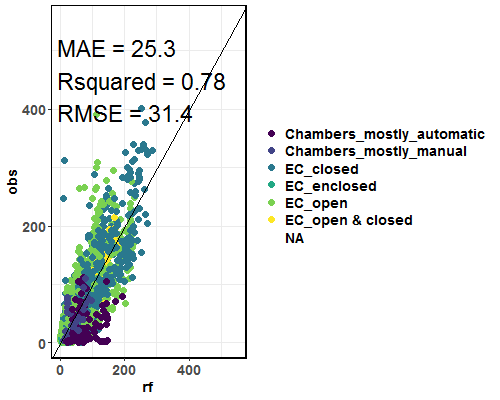 MAE = 25.3
Rsquared = 0.78
RMSE = 31.4
400
200
0
obs
0 200 400
rf
Chambers_mostly_automatic
Chambers_mostly_manual
EC_closed
EC_enclosed
EC_open
EC_open & closed
NA